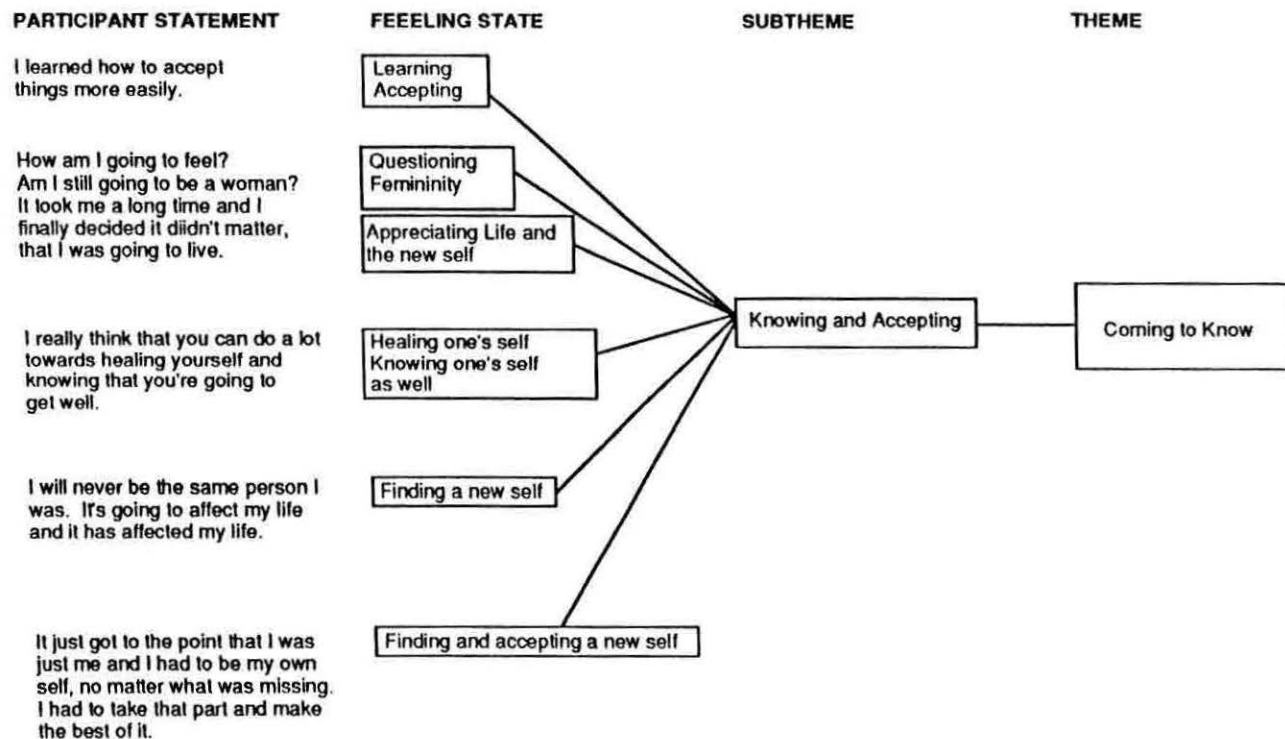 PARTICIPANT STATEMENT
FEEELING STATE
SUBTHEME
THEME
I learned how to accept
things more easily.
Learning
Accepting
How am I going to feel?
Am I still going to be a woman?
It took me a long time and I
finally decided it diidn't matter,
that I was going to live.
Questioning
Femininity
Appreciating Life and
the new self
I really think that you can do a lot
towards healing yourself and
knowing that you're going to
get well.
Healing one's self
Knowing one's self
as well
Knowing and Accepting
Coming to Know
I will never be the same person I
was. It's going to affect my life
and it has affected my life.
Finding a new self
It just got to the point that I was
just me and I had to be my own
self, no matter what was missing.
I had to take that part and make
the best of it.
Finding and accepting a new self